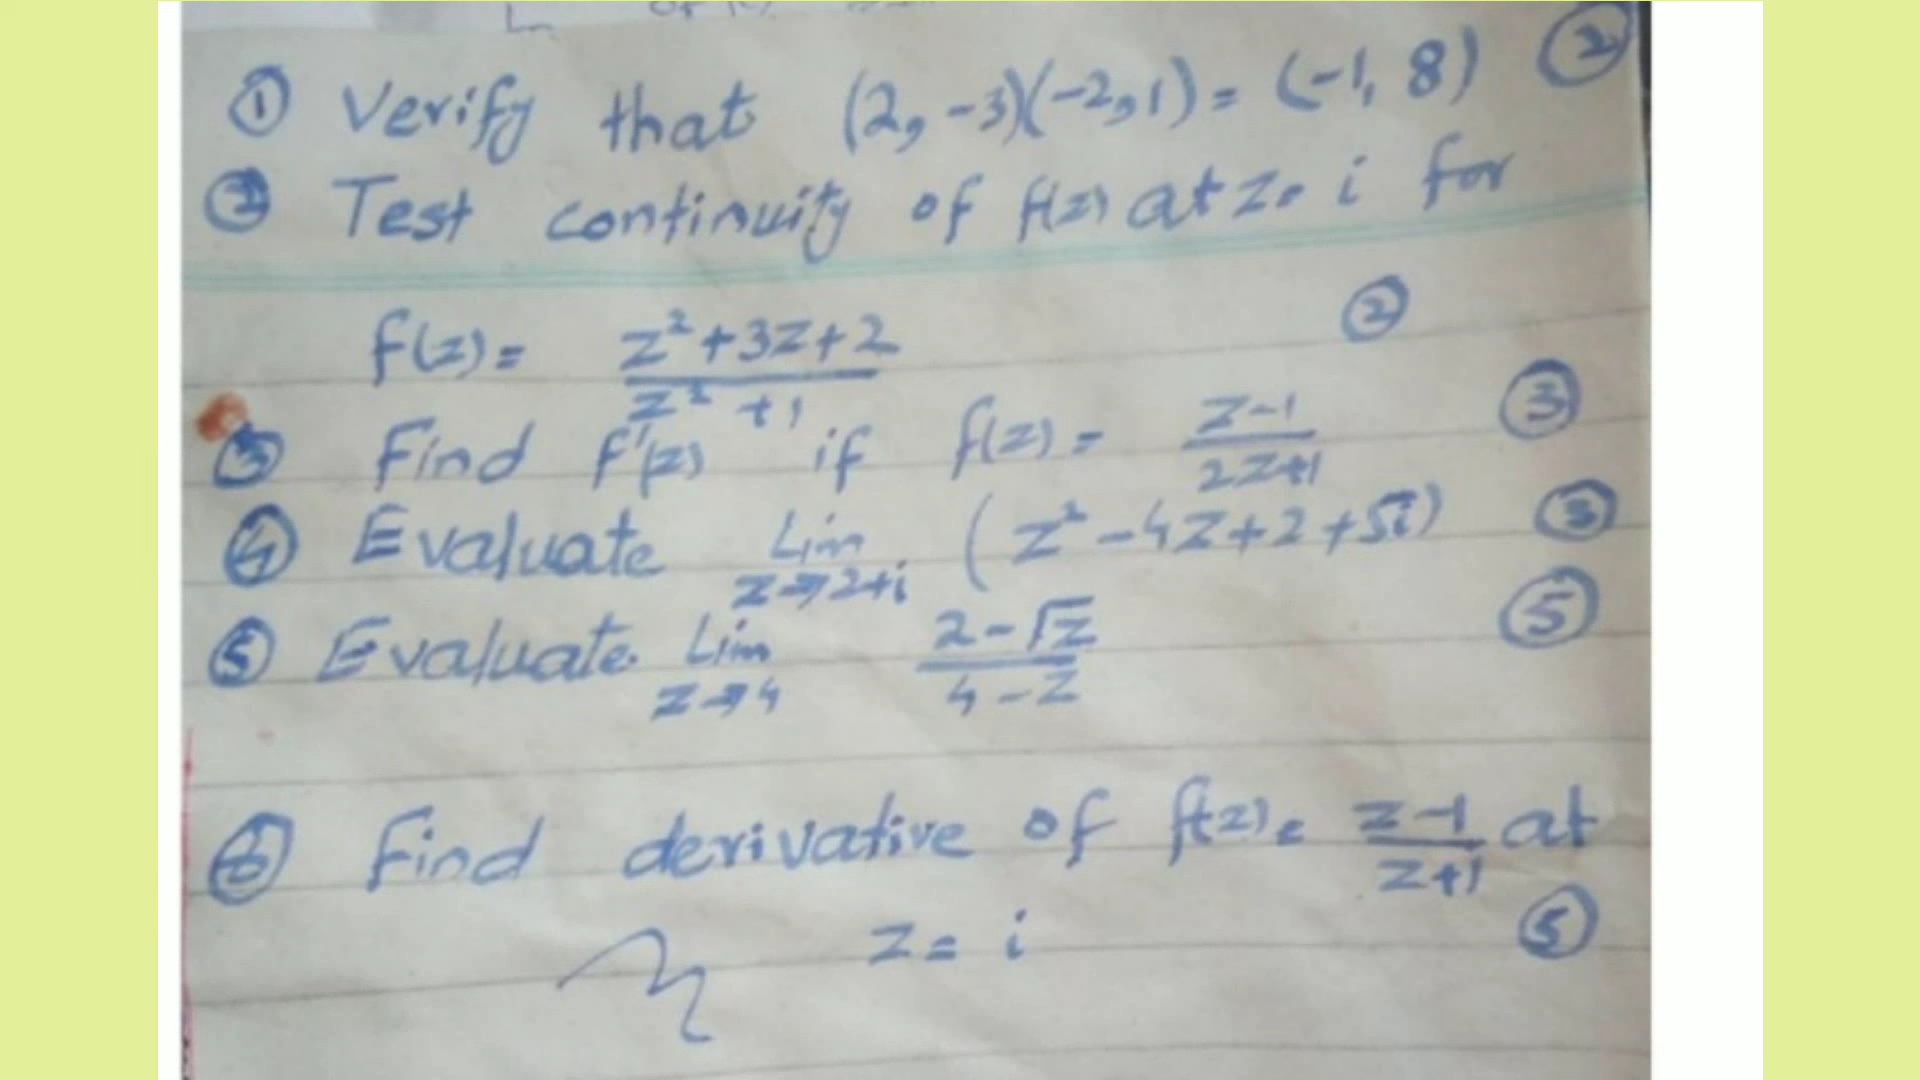 ① Verify that (2, -3)(-2, 1) = (-1, 8) ②
② Test continuity of f(z) at z = i for
f(z) = z² + 3z + 2 / z² + 1 ②
③ Find f'(z) if f(z) = z-1 / 2z+1 ③
④ Evaluate Lim z→2+i (z² - 4z + 2 + 5i) ③
⑤ Evaluate Lim z→4 2-√z / 4-z ⑤
⑥ Find derivative of f(z) = z-1 / z+1 at
z = i ⑤